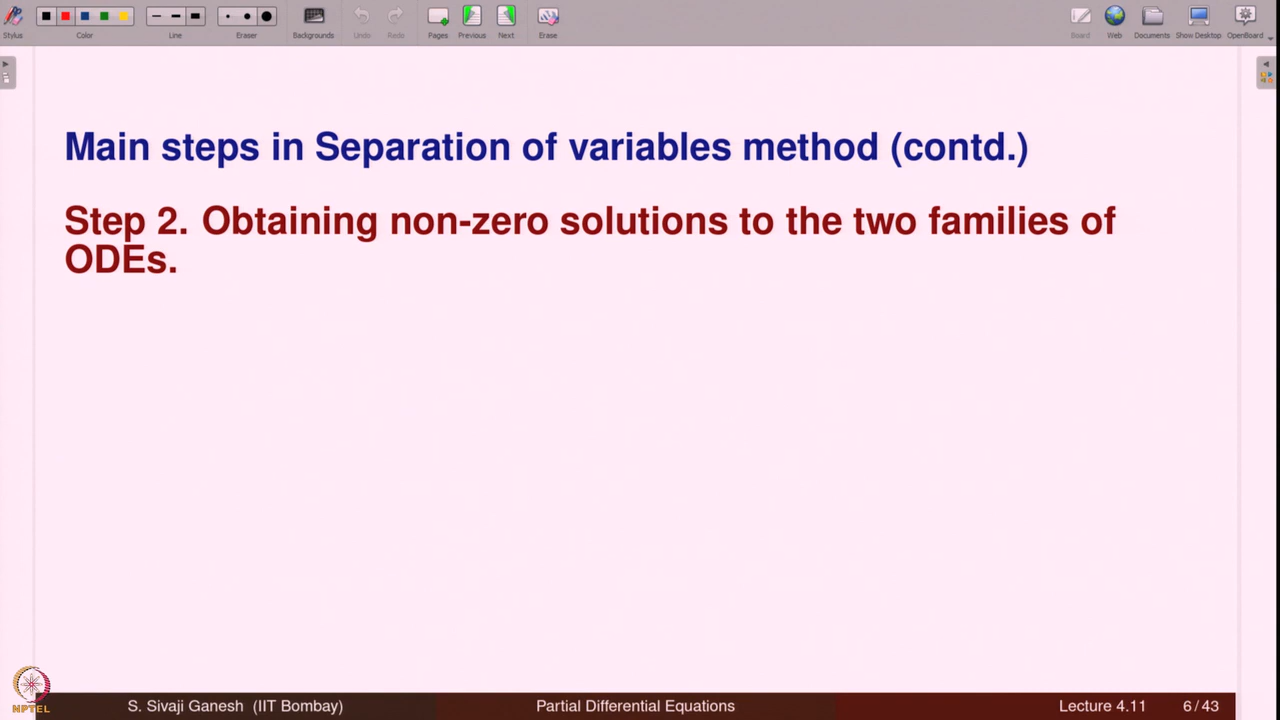 Stylus
Color
Line
Eraser
Backgrounds
Undo
Redo
Pages
Previous
Next
Erase
Board
Web
Documents
Show Desktop
OpenBoard
Main steps in Separation of variables method (contd.)
Step 2. Obtaining non-zero solutions to the two families of
ODEs.
NPTEL
S. Sivaji Ganesh (IIT Bombay)
Partial Differential Equations
Lecture 4.11
6 / 43